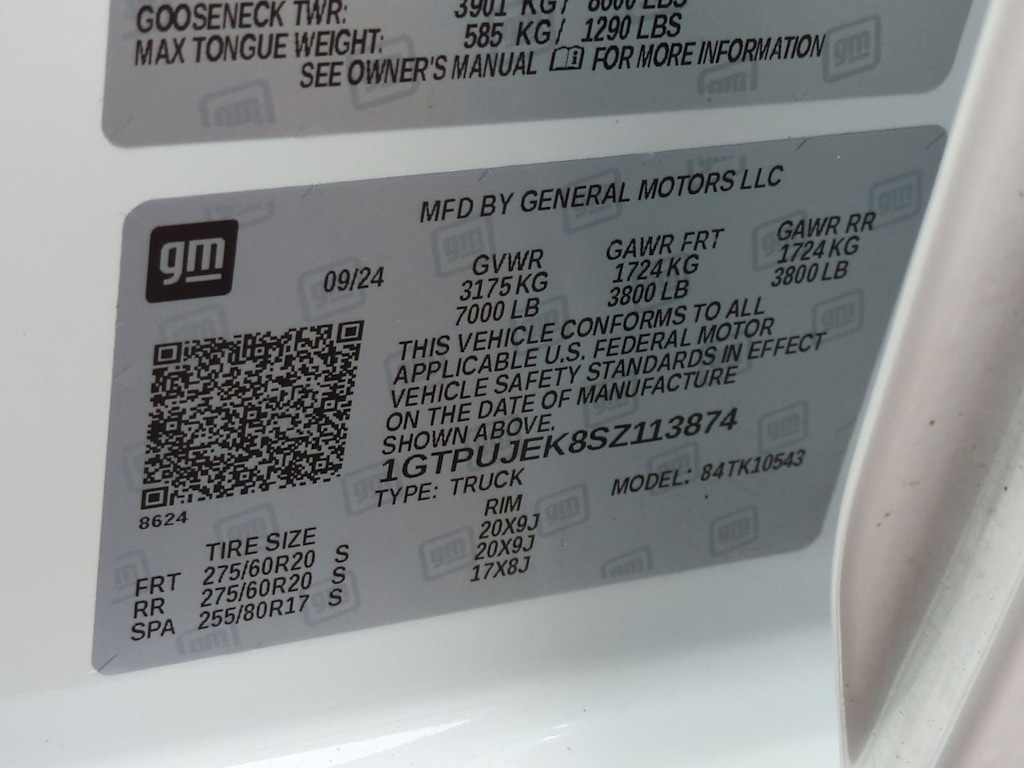 GOOSENECK TWR: 3901 KG/ 8600 LBS
MAX TONGUE WEIGHT: 585 KG/ 1290 LBS
SEE OWNER'S MANUAL FOR MORE INFORMATION
MFD BY GENERAL MOTORS LLC
gm
09/24
GVWR GAWR FRT GAWR RR
3175 KG 1724 KG 1724 KG
7000 LB 3800 LB 3800 LB
THIS VEHICLE CONFORMS TO ALL
APPLICABLE U.S. FEDERAL MOTOR
VEHICLE SAFETY STANDARDS IN EFFECT
ON THE DATE OF MANUFACTURE
SHOWN ABOVE.
1GTPUJEK8SZ113874
TYPE: TRUCK MODEL: 84TK10543
8624
TIRE SIZE RIM
FRT 275/60R20 S 20X9J
RR 275/60R20 S 20X9J
SPA 255/80R17 S 17X8J